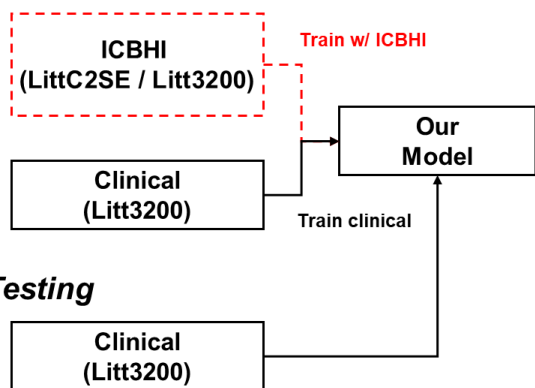 ICBHI
(LittC2SE / Litt3200)
Train w/ ICBHI
Our
Model
Clinical
(Litt3200)
Train clinical
Testing
Clinical
(Litt3200)